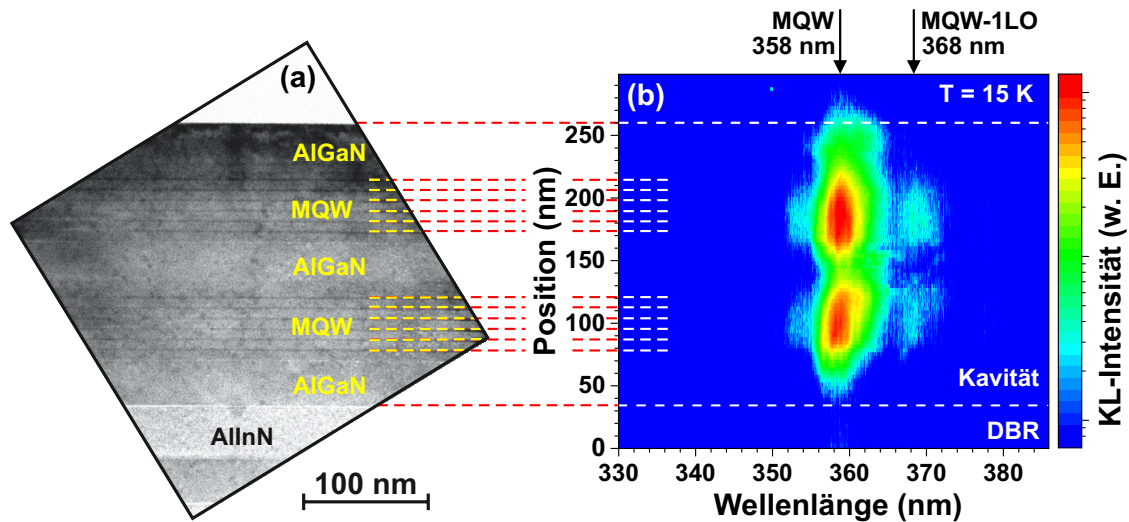 MQW
358 nm
MQW-1LO
368 nm
(a)
AlGaN
MQW
AlGaN
MQW
AlGaN
AlInN
100 nm
(b)
T = 15 K
Kavität
DBR
Position (nm)
250
200
150
100
50
0
330 340 350 360 370 380
Wellenlänge (nm)
KL-Intensität (w. E.)